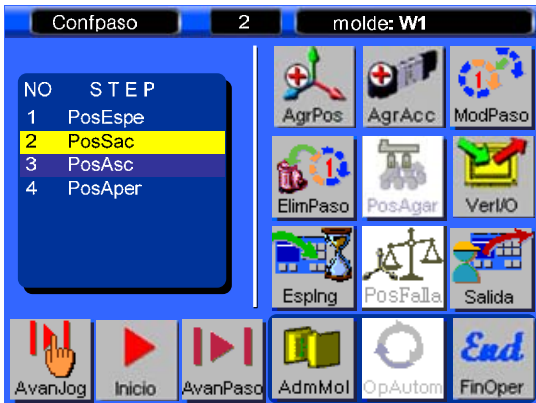 Confpaso 2 molde: W1
NO STEP
1 PosEspe
2 PosSac
3 PosAsc
4 PosAper
AgrPos AgrAcc ModPaso
ElimPaso PosAgar VerI/O
EspIng PosFalla Salida
AvanJog Inicio AvanPaso AdmMol OpAutom End FinOper